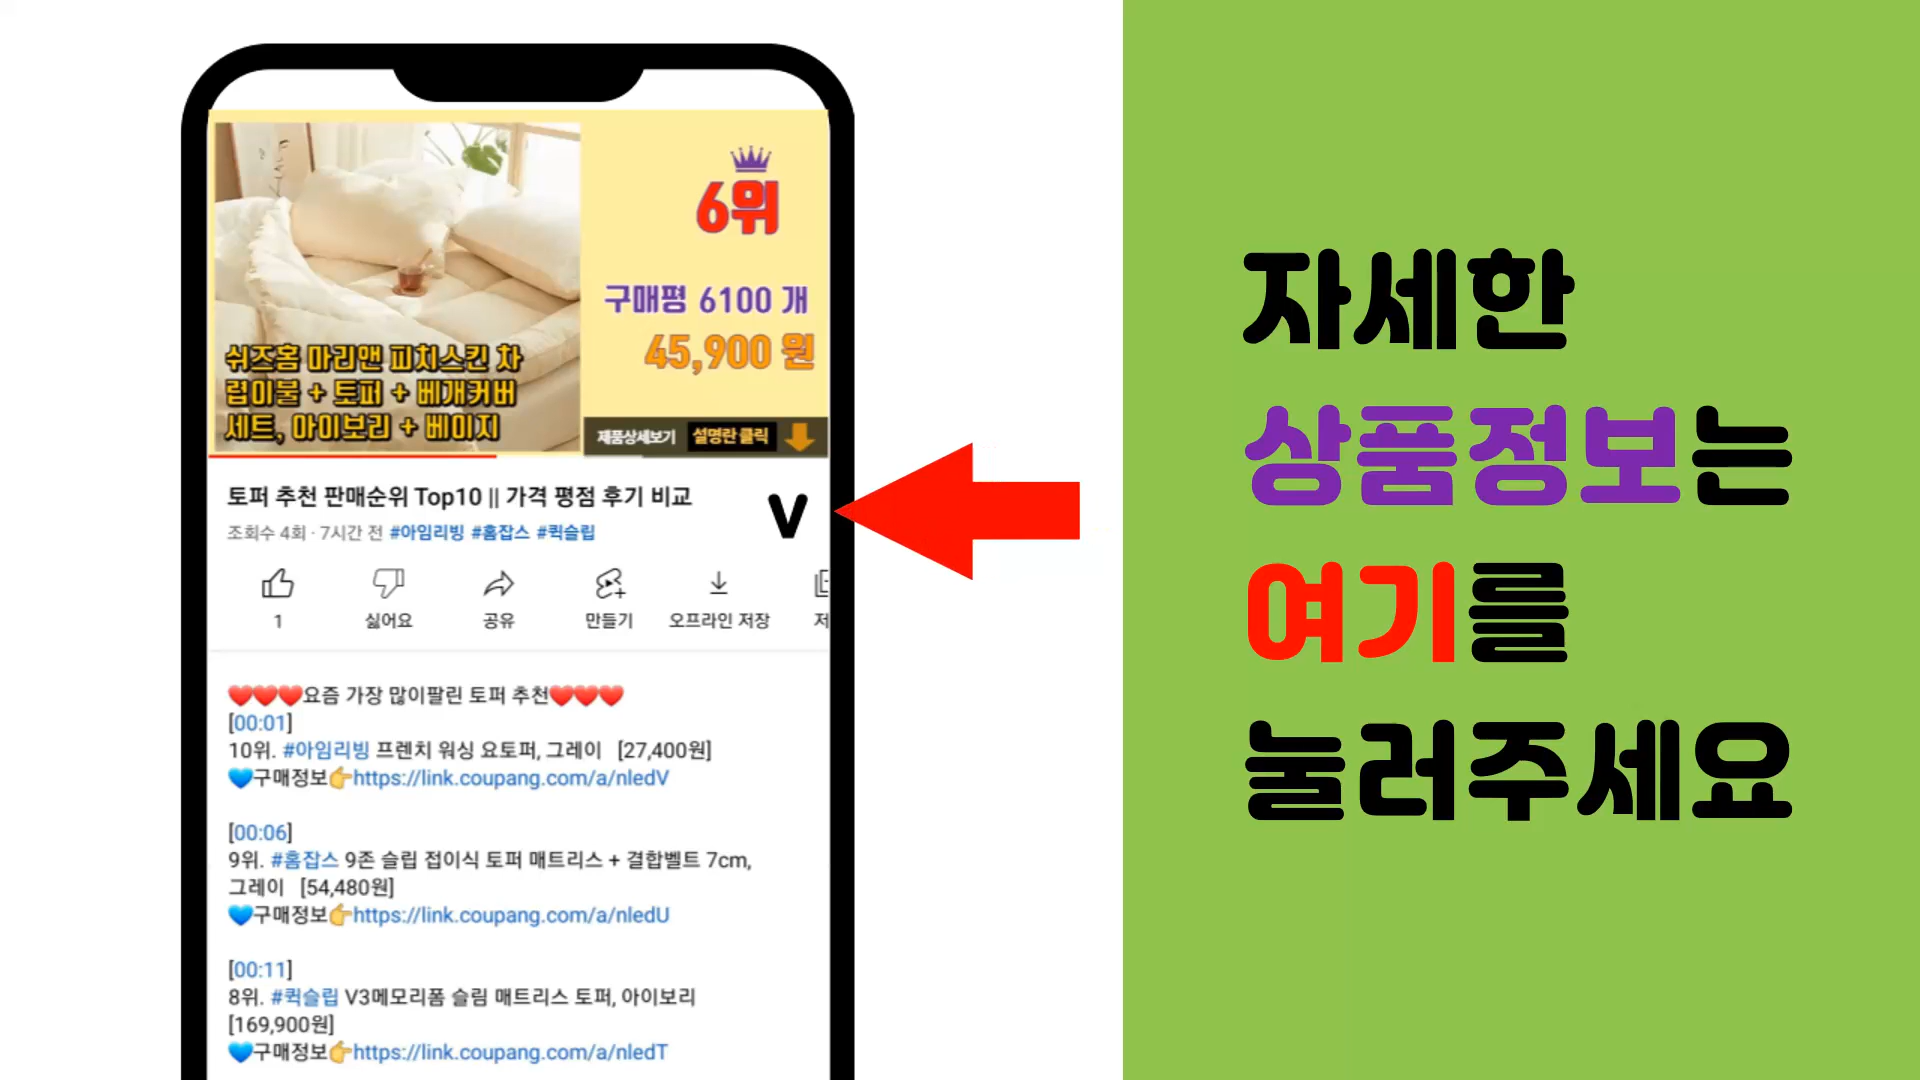 6위
구매평 6100 개
45,900 원
쉬즈홈 마리앤 피치스킨 차
렵이불 + 토퍼 + 베개커버
세트, 아이보리 + 베이지
제품상세보기 설명란 클릭
토퍼 추천 판매순위 Top10 || 가격 평점 후기 비교
V
조회수 4회 · 7시간 전 #아임리빙 #홈잡스 #퀵슬립
1 싫어요 공유 만들기 오프라인 저장 저
❤❤❤요즘 가장 많이팔린 토퍼 추천❤❤❤
[00:01]
10위. #아임리빙 프렌치 워싱 요토퍼, 그레이 [27,400원]
💙구매정보👉https://link.coupang.com/a/nledV
[00:06]
9위. #홈잡스 9존 슬립 접이식 토퍼 매트리스 + 결합벨트 7cm,
그레이 [54,480원]
💙구매정보👉https://link.coupang.com/a/nledU
[00:11]
8위. #퀵슬립 V3메모리폼 슬림 매트리스 토퍼, 아이보리
[169,900원]
💙구매정보👉https://link.coupang.com/a/nledT
자세한
상품정보는
여기를
눌러주세요